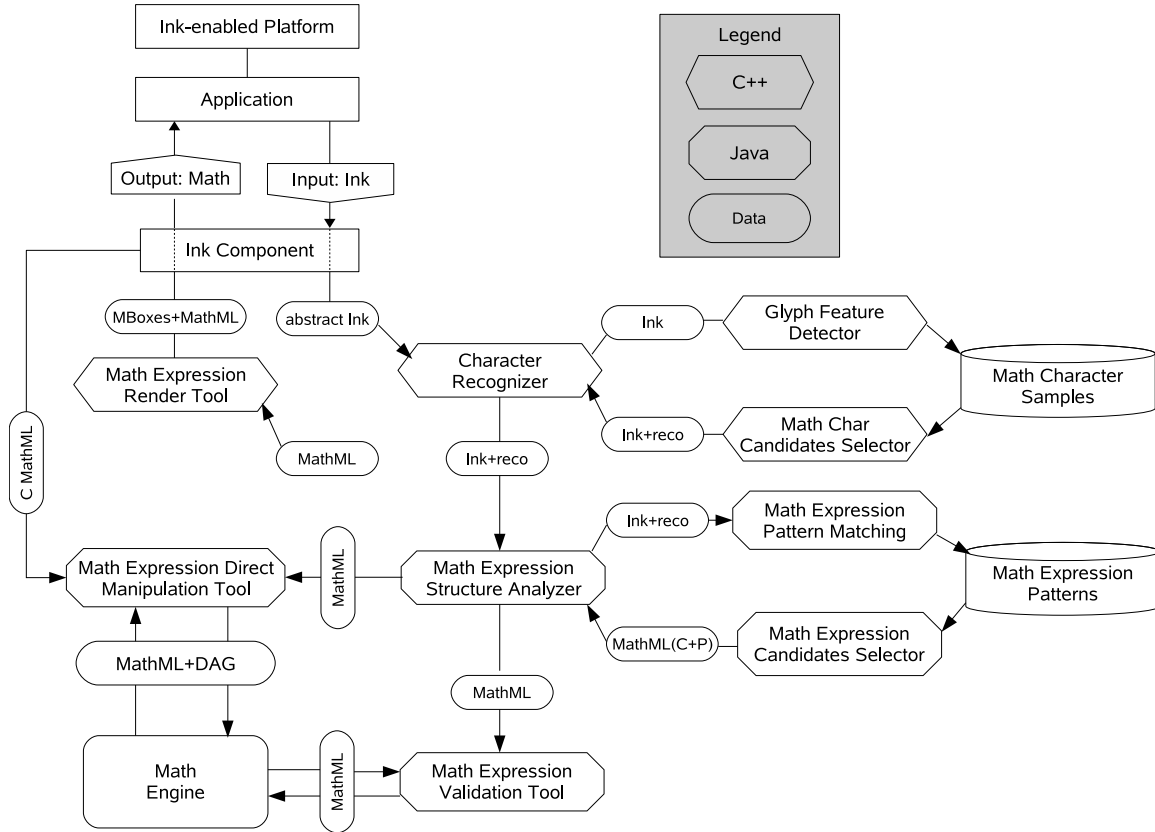 Ink-enabled Platform
Application
Output: Math
Input: Ink
Ink Component
Legend
C++
Java
Data
MBoxes+MathML
abstract Ink
Math Expression
Render Tool
MathML
C MathML
Character
Recognizer
Ink
Glyph Feature
Detector
Math Character
Samples
Ink+reco
Math Char
Candidates Selector
Ink+reco
Ink+reco
Math Expression
Pattern Matching
Math Expression
Patterns
Math Expression Direct
Manipulation Tool
MathML
Math Expression
Structure Analyzer
MathML(C+P)
Math Expression
Candidates Selector
MathML+DAG
MathML
Math
Engine
MathML
Math Expression
Validation Tool